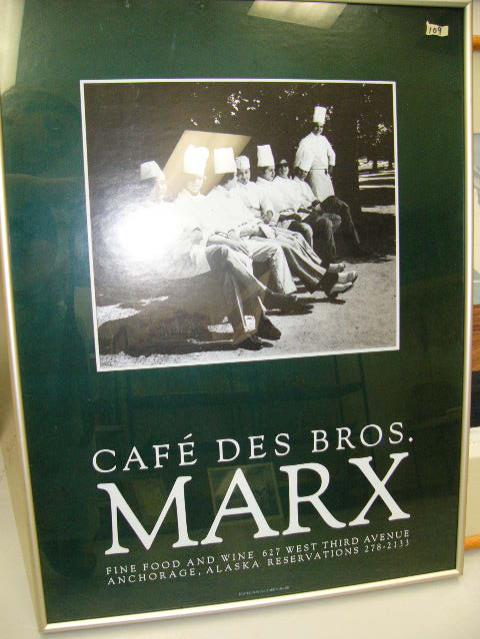 109
CAFÉ DES BROS.
MARX
FINE FOOD AND WINE 627 WEST THIRD AVENUE
ANCHORAGE, ALASKA RESERVATIONS 278-2133